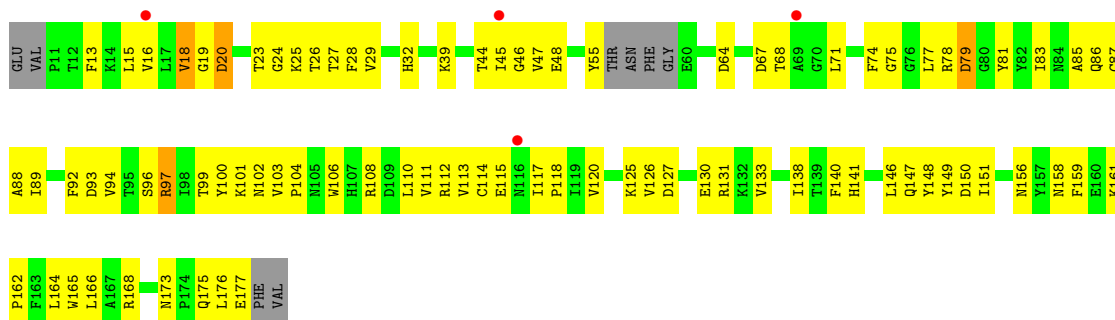 GLU VAL P11 T12 F13 K14 L15 V16 L17 V18 G19 D20 T23 G24 K25 T26 T27 F28 V29 H32 K39 T44 I45 G46 V47 E48 Y55 THR ASN PHE GLY E60 D64 D67 T68 A69 G70 L71 F74 G75 G76 L77 R78 D79 G80 Y81 Y82 I83 N84 A85 Q86 C87
A88 I89 F92 D93 V94 T95 S96 R97 I98 T99 Y100 K101 N102 V103 P104 N105 W106 H107 R108 D109 L110 V111 R112 V113 C114 E115 N116 I117 P118 I119 V120 K125 V126 D127 E130 R131 K132 V133 I138 T139 F140 H141 L146 Q147 Y148 Y149 D150 I151 N156 Y157 N158 F159 E160 K161
P162 F163 L164 W165 L166 A167 R168 N173 P174 Q175 L176 E177 PHE VAL